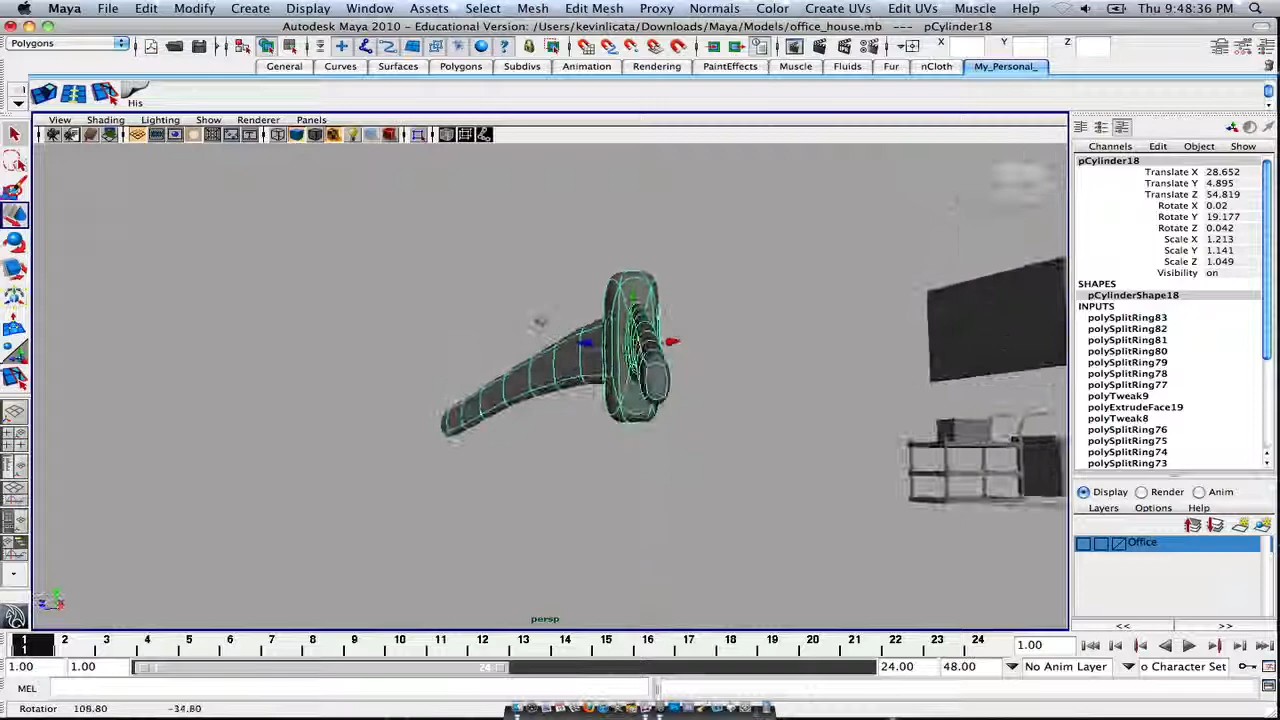 Maya File Edit Modify Create Display Window Assets Select Mesh Edit Mesh Proxy Normals Color Create UVs Edit UVs Muscle Help Thu 9:48:36 PM
Autodesk Maya 2010 - Educational Version: /Users/kevinlicata/Downloads/Maya/Models/office_house.mb --- pCylinder18
Polygons X Y Z
General Curves Surfaces Polygons Subdivs Animation Rendering PaintEffects Muscle Fluids Fur nCloth My_Personal_
His
View Shading Lighting Show Renderer Panels
Channels Edit Object Show
pCylinder18
Translate X 28.652
Translate Y 4.895
Translate Z 54.819
Rotate X 0.02
Rotate Y 19.177
Rotate Z 0.042
Scale X 1.213
Scale Y 1.141
Scale Z 1.049
Visibility on
SHAPES
pCylinderShape18
INPUTS
polySplitRing83
polySplitRing82
polySplitRing81
polySplitRing80
polySplitRing79
polySplitRing78
polySplitRing77
polyTweak9
polyExtrudeFace19
polyTweak8
polySplitRing76
polySplitRing75
polySplitRing74
polySplitRing73
Display Render Anim
Layers Options Help
Office
persp
<< >>
1 2 3 4 5 6 7 8 9 10 11 12 13 14 15 16 17 18 19 20 21 22 23 24 1.00
1
1.00 1.00 24 24.00 48.00 No Anim Layer o Character Set
MEL
Rotatior 108.80 -34.80